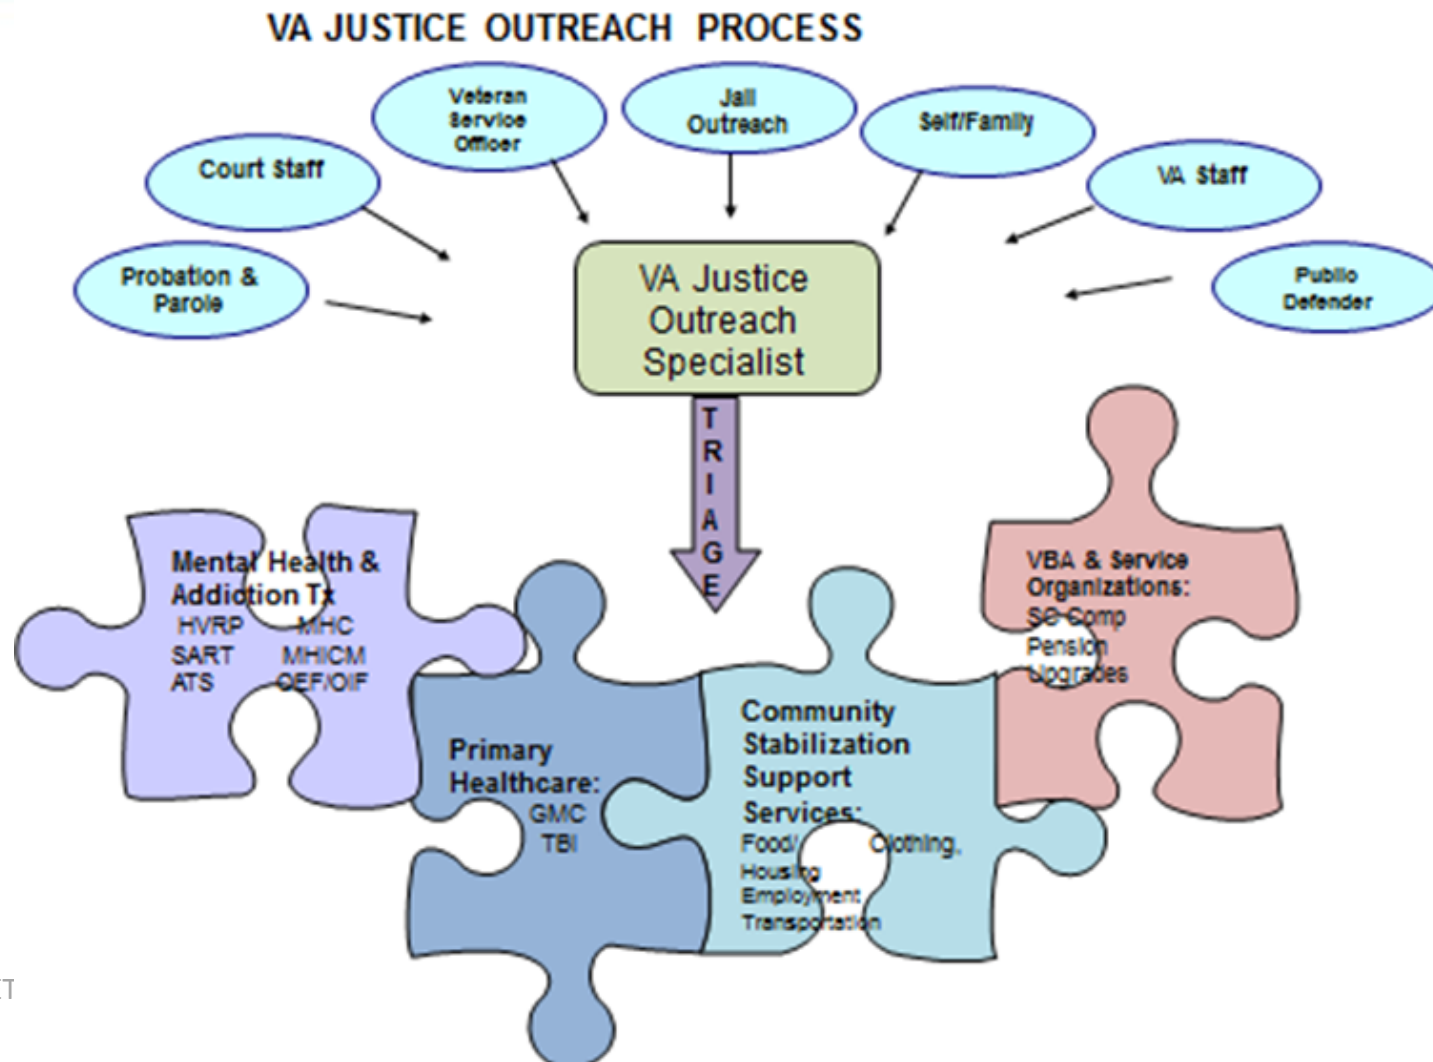 VA JUSTICE OUTREACH PROCESS
Veteran
Service
Officer
Jail
Outreach
Self/Family
Court Staff
VA Staff
Probation &
Parole
Public
Defender
VA Justice
Outreach
Specialist
TRIAGE
Mental Health &
Addiction Tx
HVRP MHC
SART MHICM
ATS OEF/OIF
Primary
Healthcare:
GMC
TBI
Community
Stabilization
Support
Services:
Food/ Clothing,
Housing
Employment
Transportation
VBA & Service
Organizations:
SC Comp
Pension
Upgrades